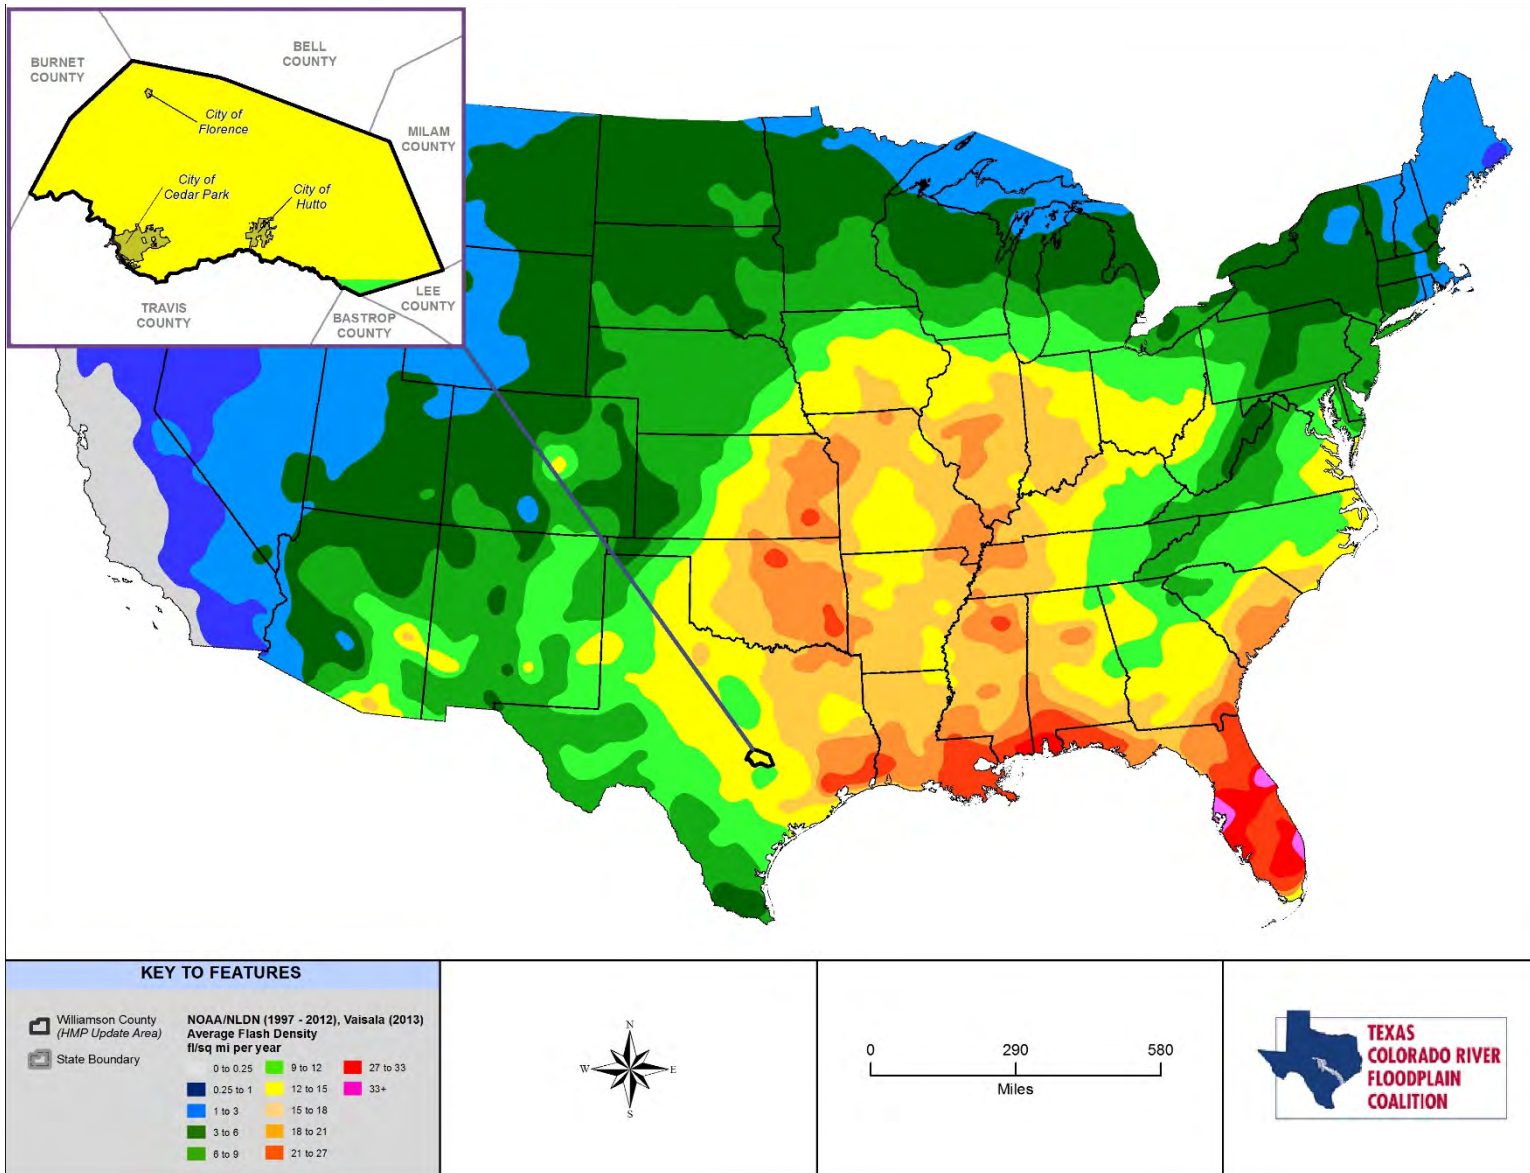 BURNET
COUNTY
BELL
COUNTY
City of
Florence
MILAM
COUNTY
City of
Cedar Park
City of
Hutto
TRAVIS
COUNTY
BASTROP
COUNTY
LEE
COUNTY
KEY TO FEATURES
Williamson County
(HMP Update Area)
State Boundary
NOAA/NLDN (1997 - 2012), Vaisala (2013)
Average Flash Density
fl/sq mi per year
0 to 0.25
0.25 to 1
1 to 3
3 to 6
6 to 9
9 to 12
12 to 15
15 to 18
18 to 21
21 to 27
27 to 33
33+
N
W
E
S
0 290 580
Miles
TEXAS
COLORADO RIVER
FLOODPLAIN
COALITION